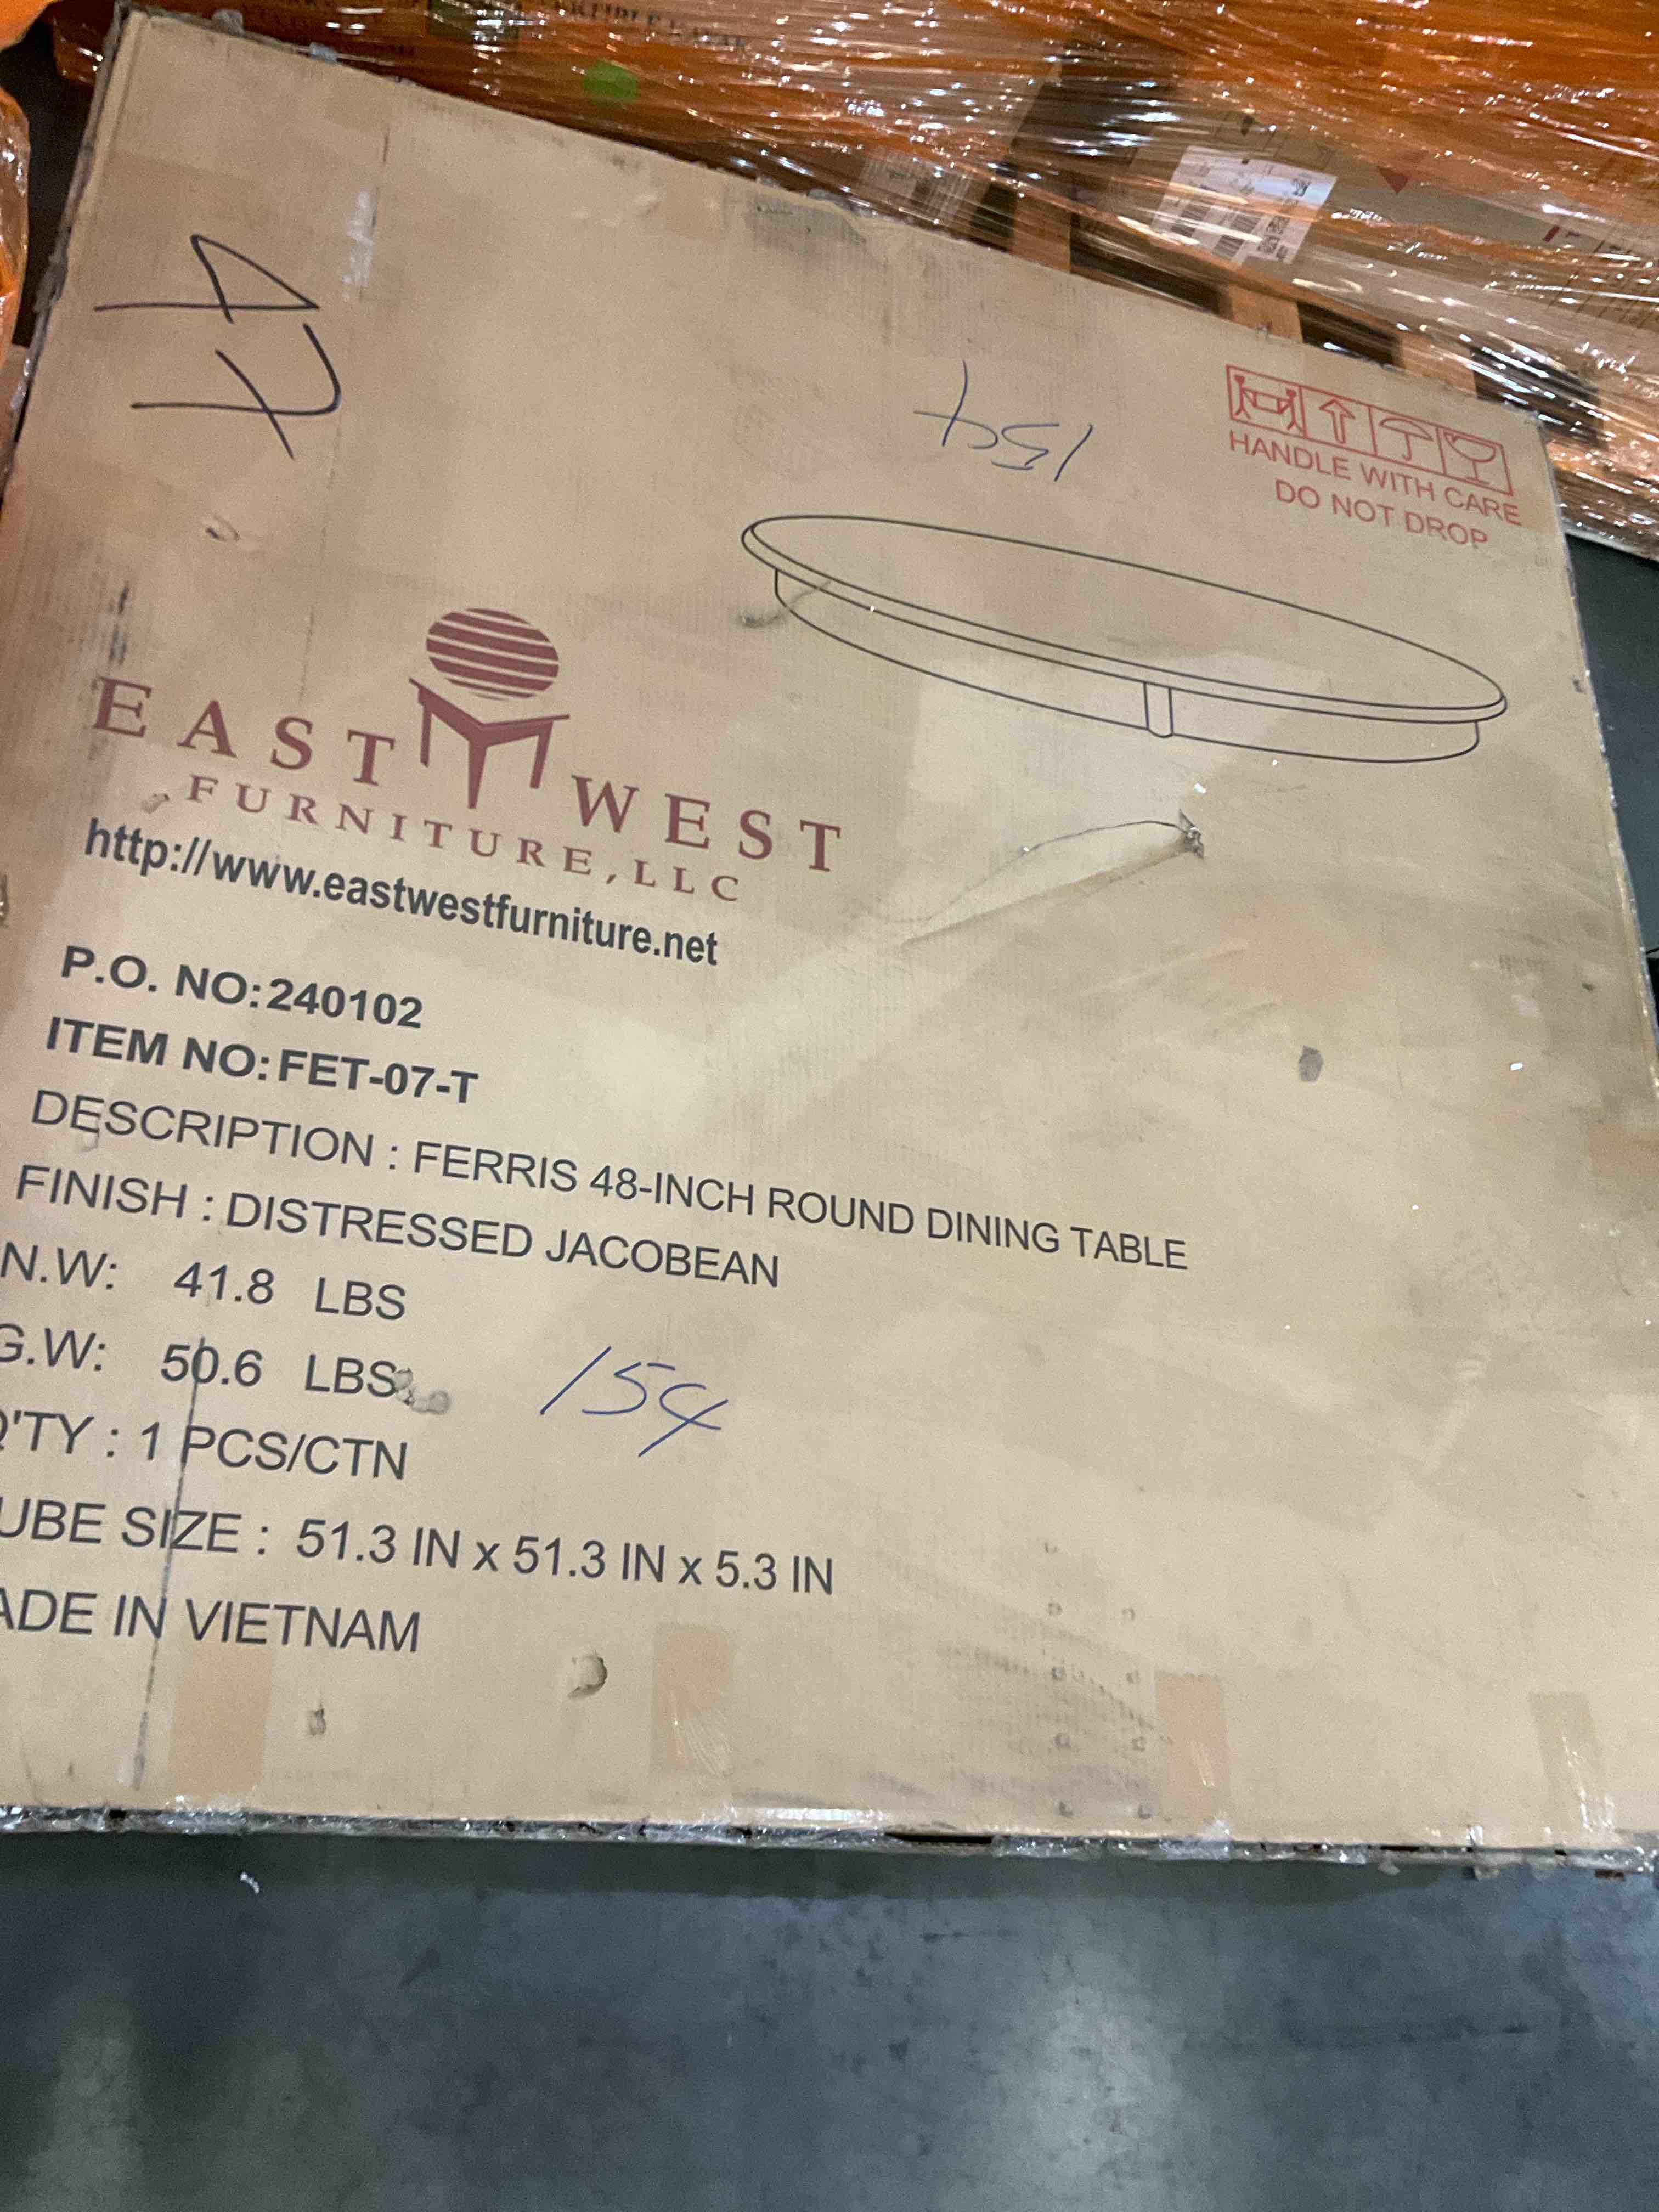 47
154
HANDLE WITH CARE
DO NOT DROP
EAST WEST
FURNITURE, LLC
http://www.eastwestfurniture.net
P.O. NO:240102
ITEM NO:FET-07-T
DESCRIPTION : FERRIS 48-INCH ROUND DINING TABLE
FINISH : DISTRESSED JACOBEAN
N.W: 41.8 LBS
G.W: 50.6 LBS
154
Q'TY : 1 PCS/CTN
UBE SIZE : 51.3 IN x 51.3 IN x 5.3 IN
ADE IN VIETNAM